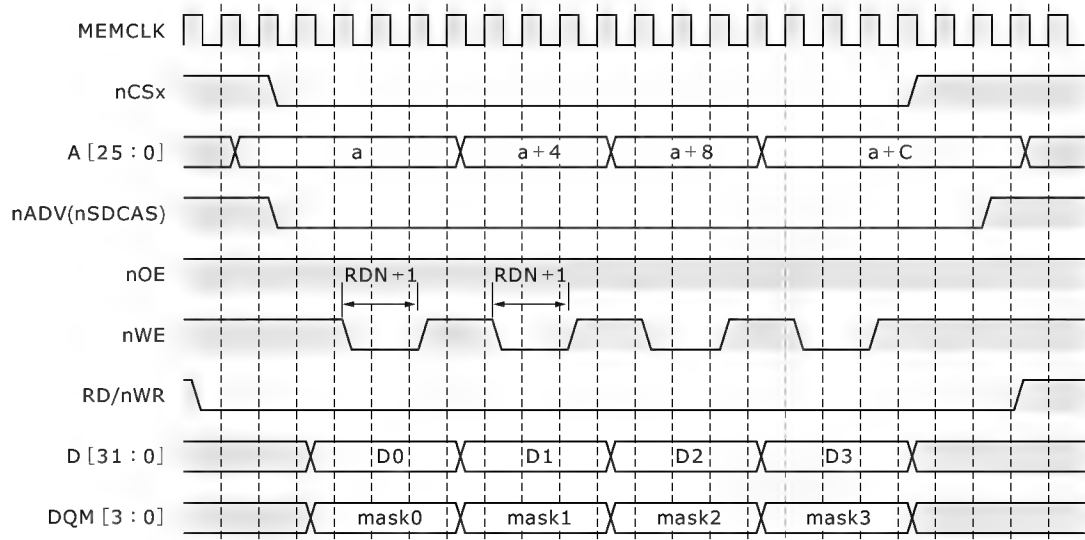 MEMCLK
nCSx
A [25 : 0] a a+4 a+8 a+C
nADV(nSDCAS)
nOE
RDN+1 RDN+1
nWE
RD/nWR
D [31 : 0] D0 D1 D2 D3
DQM [3 : 0] mask0 mask1 mask2 mask3